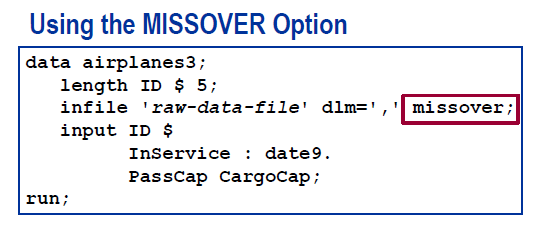 Using the MISSOVER Option
data airplanes3;
length ID $ 5;
infile 'raw-data-file' dlm=',' missover;
input ID $
InService : date9.
PassCap CargoCap;
run;